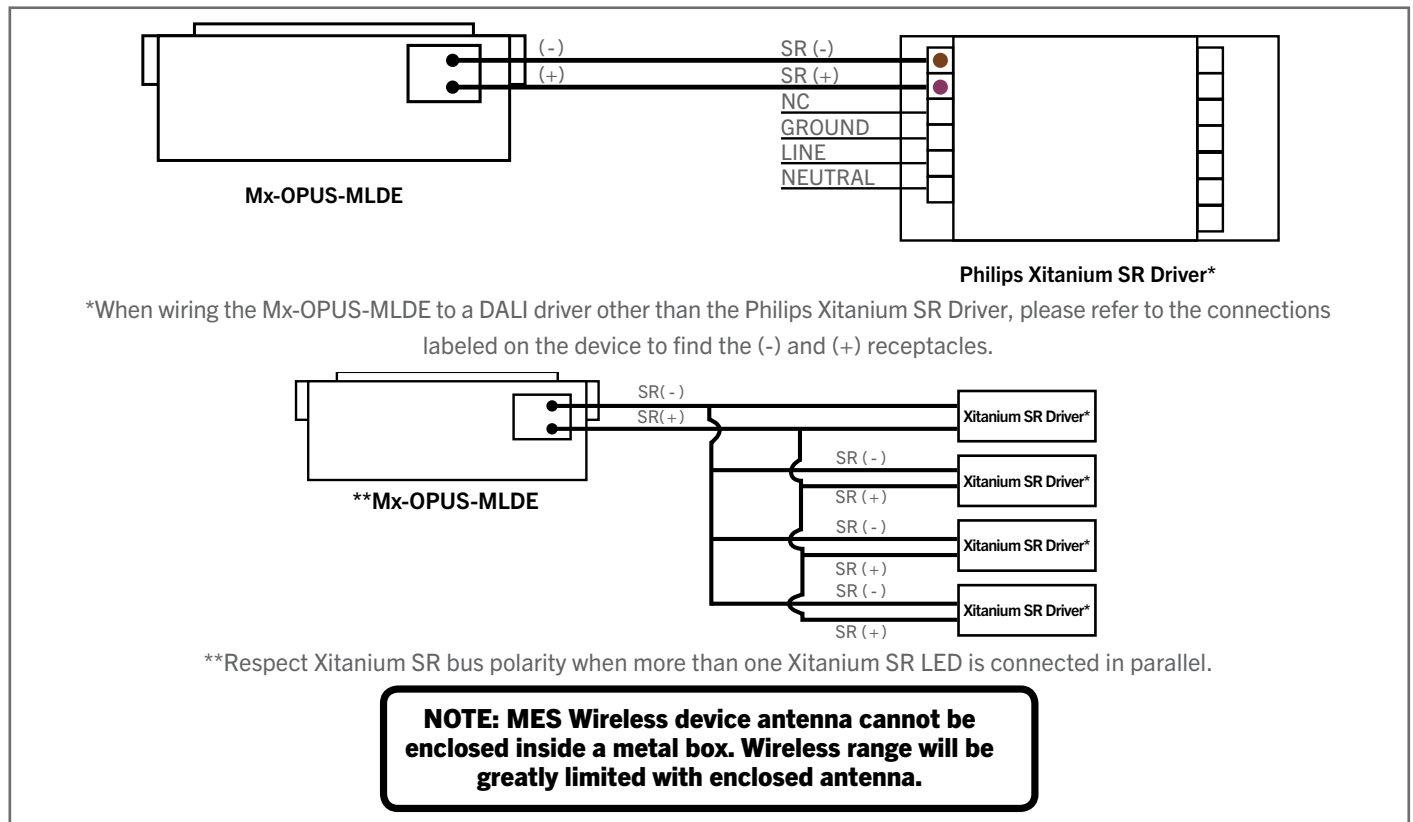 (-) SR (-)
(+) SR (+)
NC
GROUND
LINE
NEUTRAL
Mx-OPUS-MLDE
Philips Xitanium SR Driver*
*When wiring the Mx-OPUS-MLDE to a DALI driver other than the Philips Xitanium SR Driver, please refer to the connections
labeled on the device to find the (-) and (+) receptacles.
SR(-)
SR(+)
Xitanium SR Driver*
SR (-)
Xitanium SR Driver*
SR (+)
**Mx-OPUS-MLDE
SR (-)
Xitanium SR Driver*
SR (+)
SR (-)
Xitanium SR Driver*
SR (+)
**Respect Xitanium SR bus polarity when more than one Xitanium SR LED is connected in parallel.
NOTE: MES Wireless device antenna cannot be
enclosed inside a metal box. Wireless range will be
greatly limited with enclosed antenna.